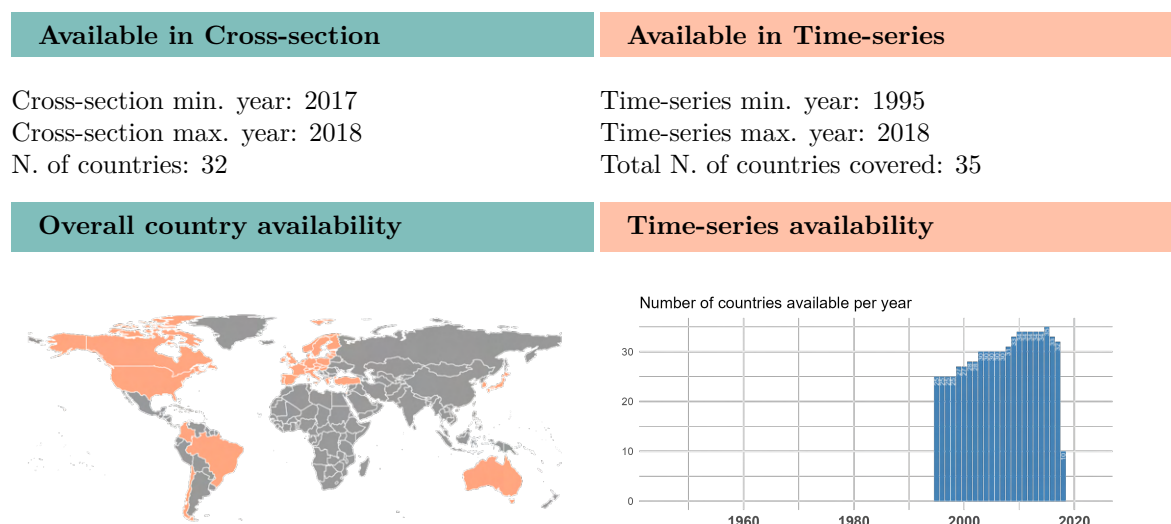 Available in Cross-section
Available in Time-series
Cross-section min. year: 2017
Cross-section max. year: 2018
N. of countries: 32
Time-series min. year: 1995
Time-series max. year: 2018
Total N. of countries covered: 35
Overall country availability
Time-series availability
Number of countries available per year
30
20
10
0
1960
1980
2000
2020